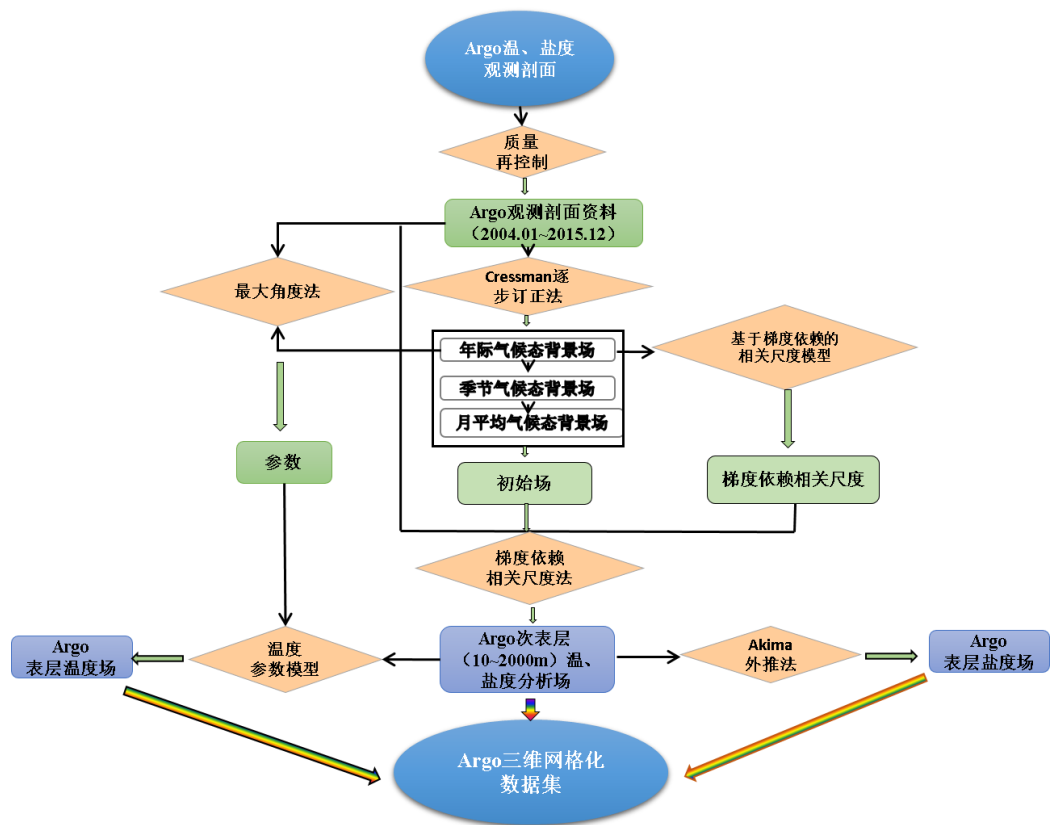 Argo温、盐度
观测剖面
质量
再控制
Argo观测剖面资料
（2004.01~2015.12）
最大角度法
Cressman逐
步订正法
基于梯度依赖的
相关尺度模型
年际气候态背景场
季节气候态背景场
月平均气候态背景场
参数
初始场
梯度依赖相关尺度
梯度依赖
相关尺度法
Argo
表层温度场
温度
参数模型
Argo次表层
（10~2000m）温、
盐度分析场
Akima
外推法
Argo
表层盐度场
Argo三维网格化
数据集